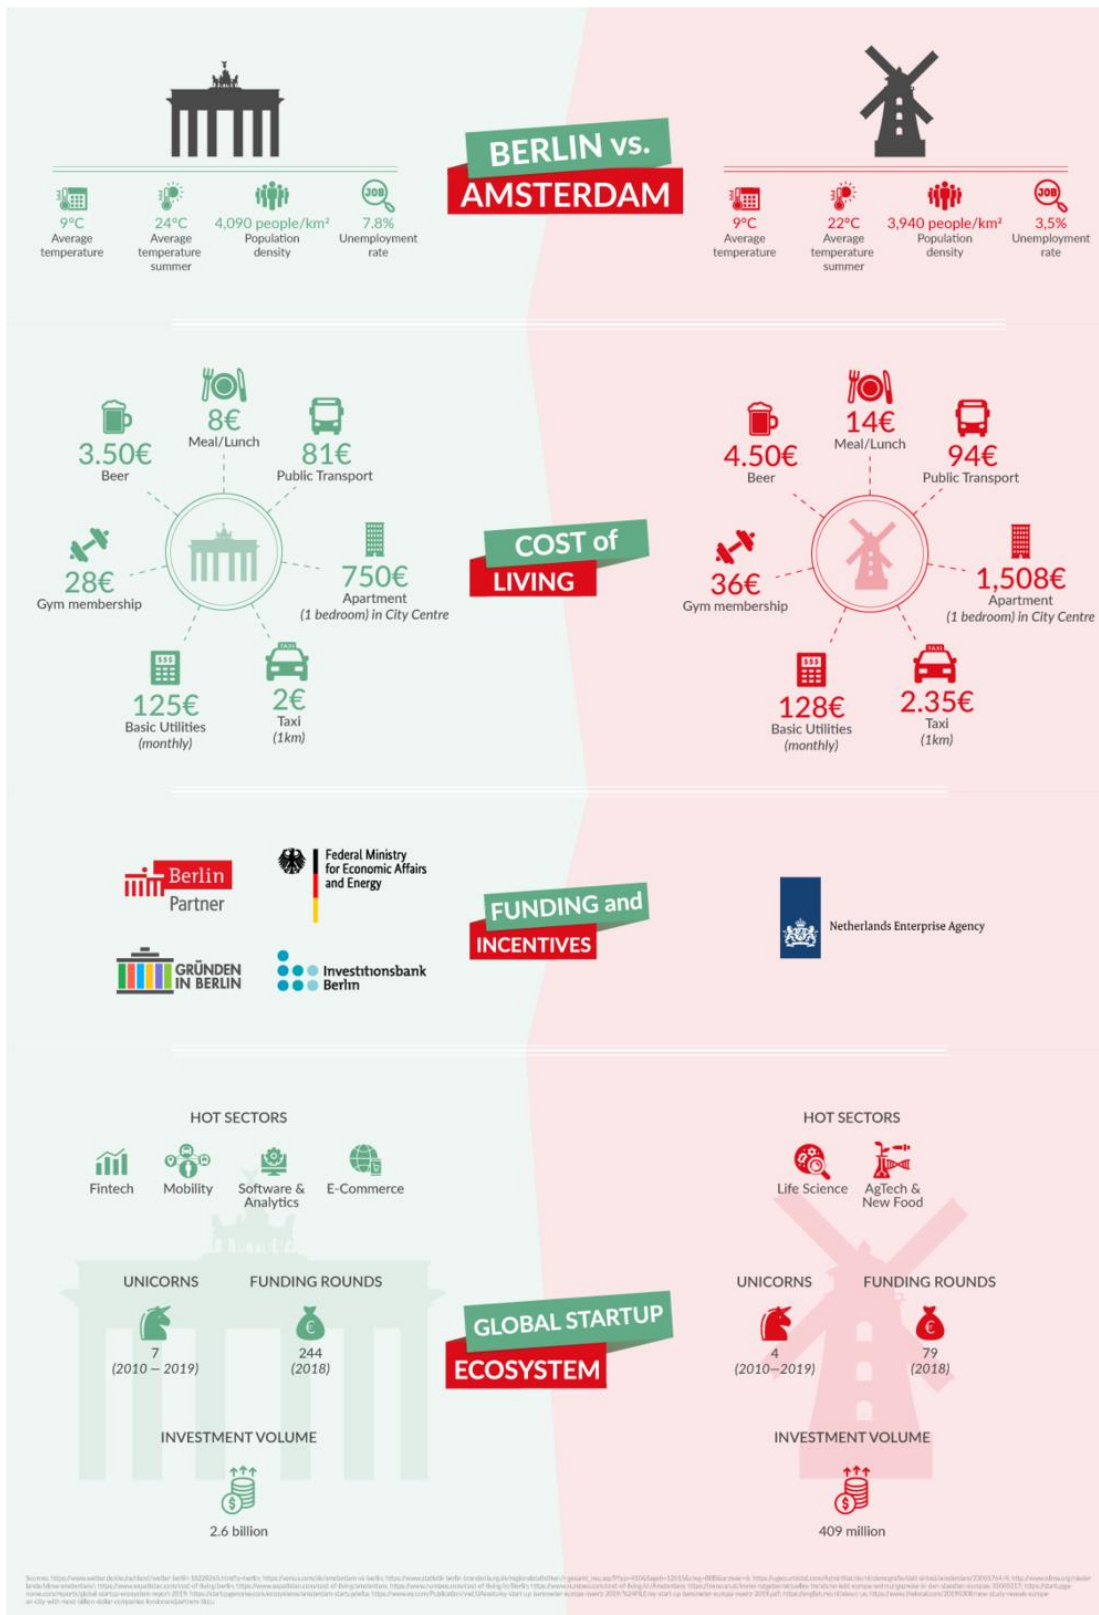 BERLIN vs.
AMSTERDAM
9°C
Average
temperature
24°C
Average
temperature
summer
4,090 people/km²
Population
density
JOB
7.8%
Unemployment
rate
9°C
Average
temperature
22°C
Average
temperature
summer
3,940 people/km²
Population
density
JOB
3,5%
Unemployment
rate
COST of
LIVING
8€
Meal/Lunch
3.50€
Beer
81€
Public Transport
28€
Gym membership
750€
Apartment
(1 bedroom) in City Centre
$$$
125€
Basic Utilities
(monthly)
TAXI
2€
Taxi
(1km)
14€
Meal/Lunch
4.50€
Beer
94€
Public Transport
36€
Gym membership
1,508€
Apartment
(1 bedroom) in City Centre
$$$
128€
Basic Utilities
(monthly)
TAXI
2.35€
Taxi
(1km)
FUNDING and
INCENTIVES
Berlin
Partner
Federal Ministry
for Economic Affairs
and Energy
GRÜNDEN
IN BERLIN
Investitionsbank
Berlin
Netherlands Enterprise Agency
GLOBAL STARTUP
ECOSYSTEM
HOT SECTORS
Fintech
Mobility
Software &
Analytics
E-Commerce
UNICORNS
7
(2010 – 2019)
FUNDING ROUNDS
€
244
(2018)
INVESTMENT VOLUME
$
2.6 billion
HOT SECTORS
Life Science
AgTech &
New Food
UNICORNS
4
(2010—2019)
FUNDING ROUNDS
€
79
(2018)
INVESTMENT VOLUME
$
409 million